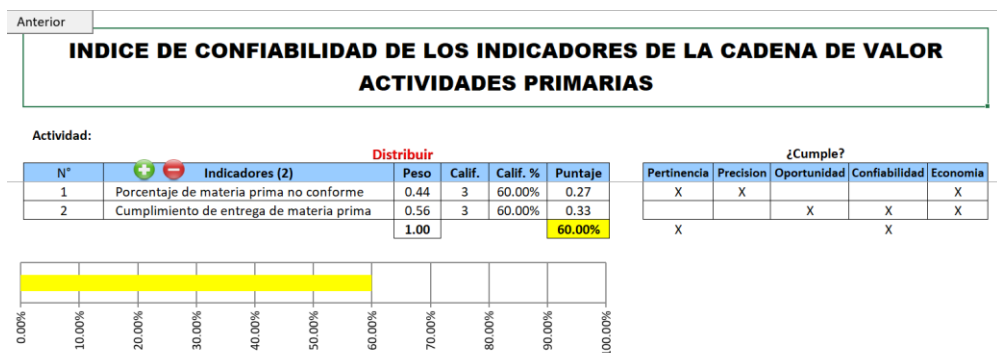 Anterior
INDICE DE CONFIABILIDAD DE LOS INDICADORES DE LA CADENA DE VALOR
ACTIVIDADES PRIMARIAS
Actividad:
Distribuir
¿Cumple?
N° Indicadores (2) Peso Calif. Calif. % Puntaje Pertinencia Precision Oportunidad Confiabilidad Economia
1 Porcentaje de materia prima no conforme 0.44 3 60.00% 0.27 X X X
2 Cumplimiento de entrega de materia prima 0.56 3 60.00% 0.33 X X X
1.00 60.00% X X
0.00% 10.00% 20.00% 30.00% 40.00% 50.00% 60.00% 70.00% 80.00% 90.00% 100.00%